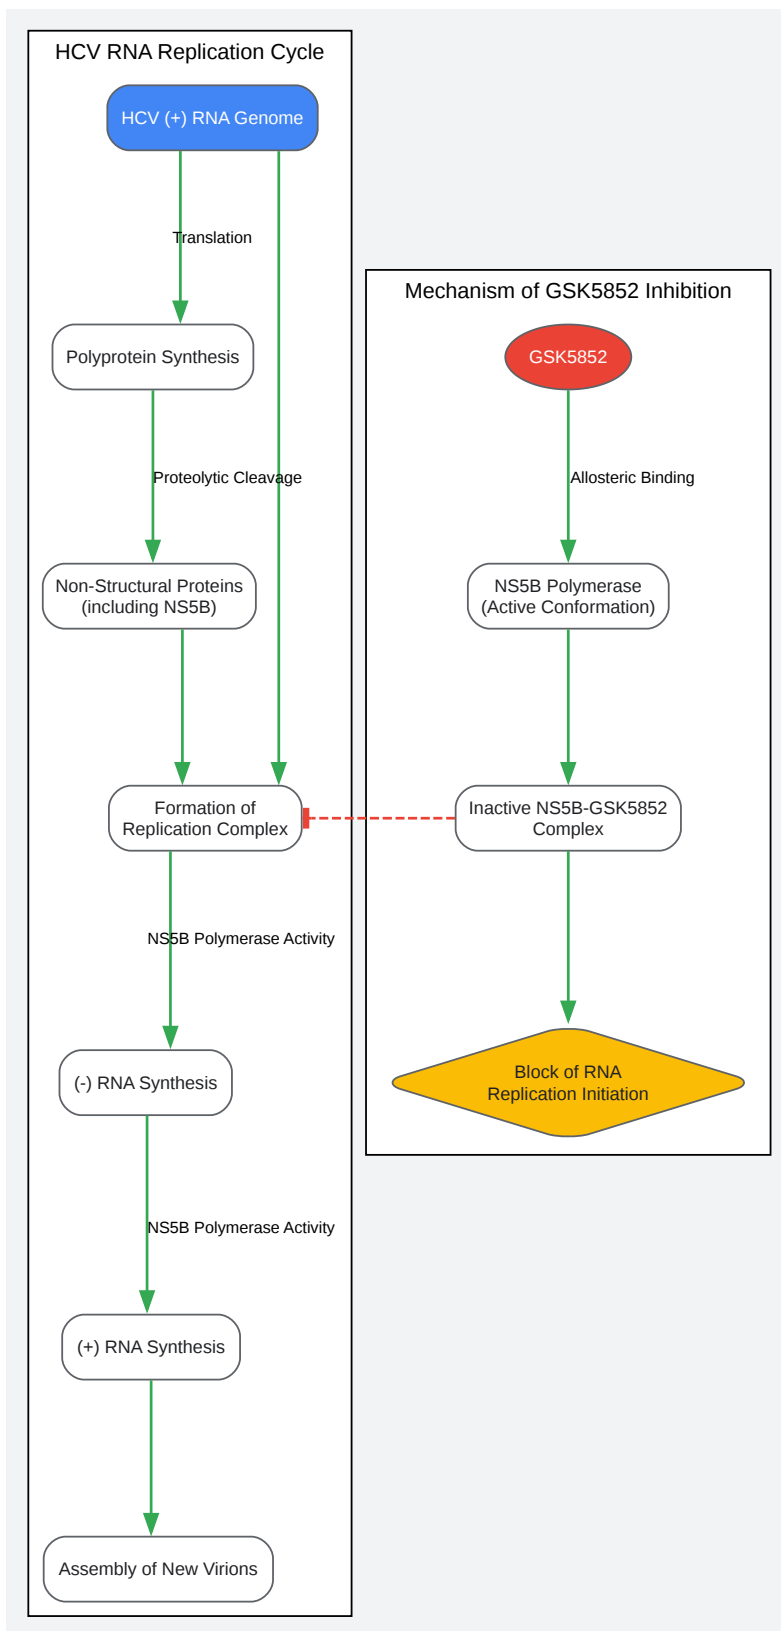 HCV RNA Replication Cycle
HCV (+) RNA Genome
Translation
Polyprotein Synthesis
Proteolytic Cleavage
Non-Structural Proteins
(including NS5B)
Formation of
Replication Complex
NS5B Polymerase Activity
(-) RNA Synthesis
NS5B Polymerase Activity
(+) RNA Synthesis
Assembly of New Virions
Mechanism of GSK5852 Inhibition
GSK5852
Allosteric Binding
NS5B Polymerase
(Active Conformation)
Inactive NS5B-GSK5852
Complex
Block of RNA
Replication Initiation